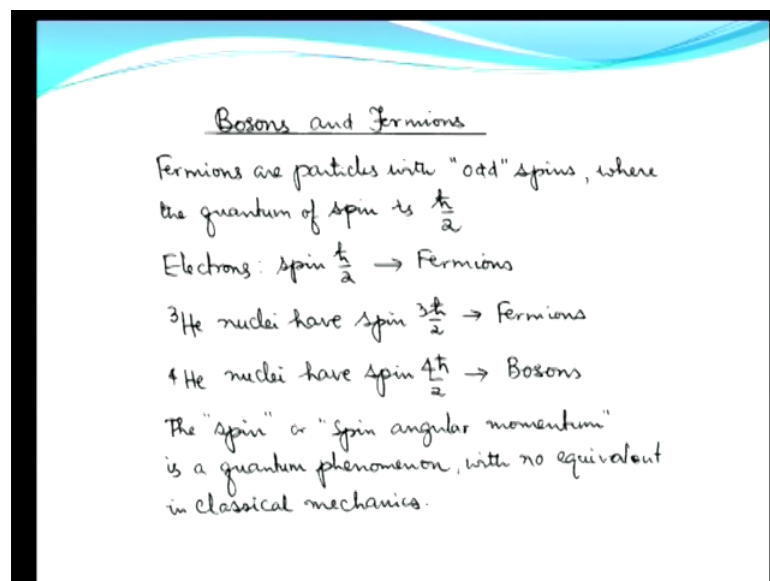 Bosons and Fermions
Fermions are particles with "odd" spins, where
the quantum of spin is ħ/2
Electrons: spin ħ/2 → Fermions
³He nuclei have spin 3ħ/2 → Fermions
⁴He nuclei have spin 4ħ/2 → Bosons
The "spin" or "spin angular momentum"
is a quantum phenomenon, with no equivalent
in classical mechanics.